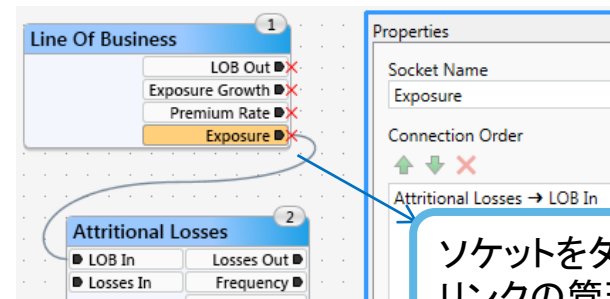 Line Of Business
1
LOB Out
Exposure Growth
Premium Rate
Exposure
Attritional Losses
2
LOB In
Losses Out
Losses In
Frequency
Properties
Socket Name
Exposure
Connection Order
Attritional Losses → LOB In
ソケットをダ
リンクの管